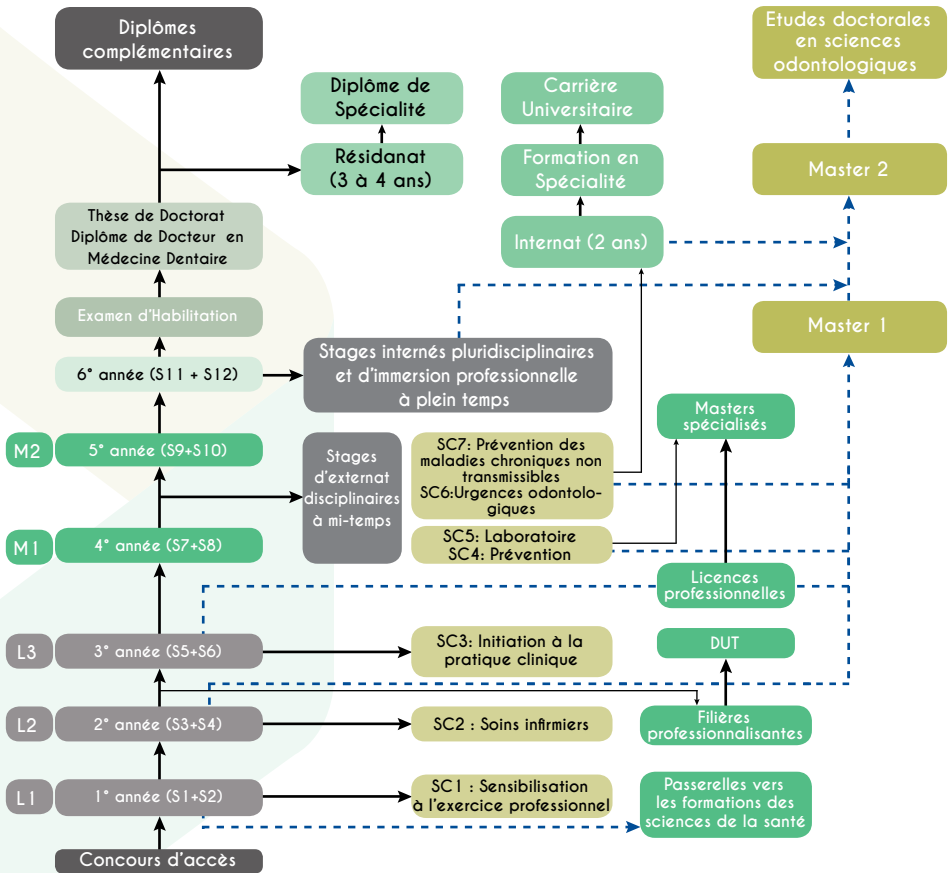 Diplômes
complémentaires
Etudes doctorales
en sciences
odontologiques
Diplôme de
Spécialité
Carrière
Universitaire
Résidanat
(3 à 4 ans)
Formation en
Spécialité
Master 2
Thèse de Doctorat
Diplôme de Docteur en
Médecine Dentaire
Internat (2 ans)
Examen d'Habilitation
Master 1
6° année (S11 + S12)
Stages internés pluridisciplinaires
et d'immersion professionnelle
à plein temps
Masters
spécialisés
M2
5° année (S9+S10)
Stages
d'externat
disciplinaires
à mi-temps
SC7: Prévention des
maladies chroniques non
transmissibles
SC6:Urgences odontolo-
giques
M1
4° année (S7+S8)
SC5: Laboratoire
SC4: Prévention
Licences
professionnelles
L3
3° année (S5+S6)
SC3: Initiation à la
pratique clinique
DUT
L2
2° année (S3+S4)
SC2 : Soins infirmiers
Filières
professionnalisantes
L1
1° année (S1+S2)
SC1 : Sensibilisation
à l'exercice professionnel
Passerelles vers
les formations des
sciences de la santé
Concours d'accès